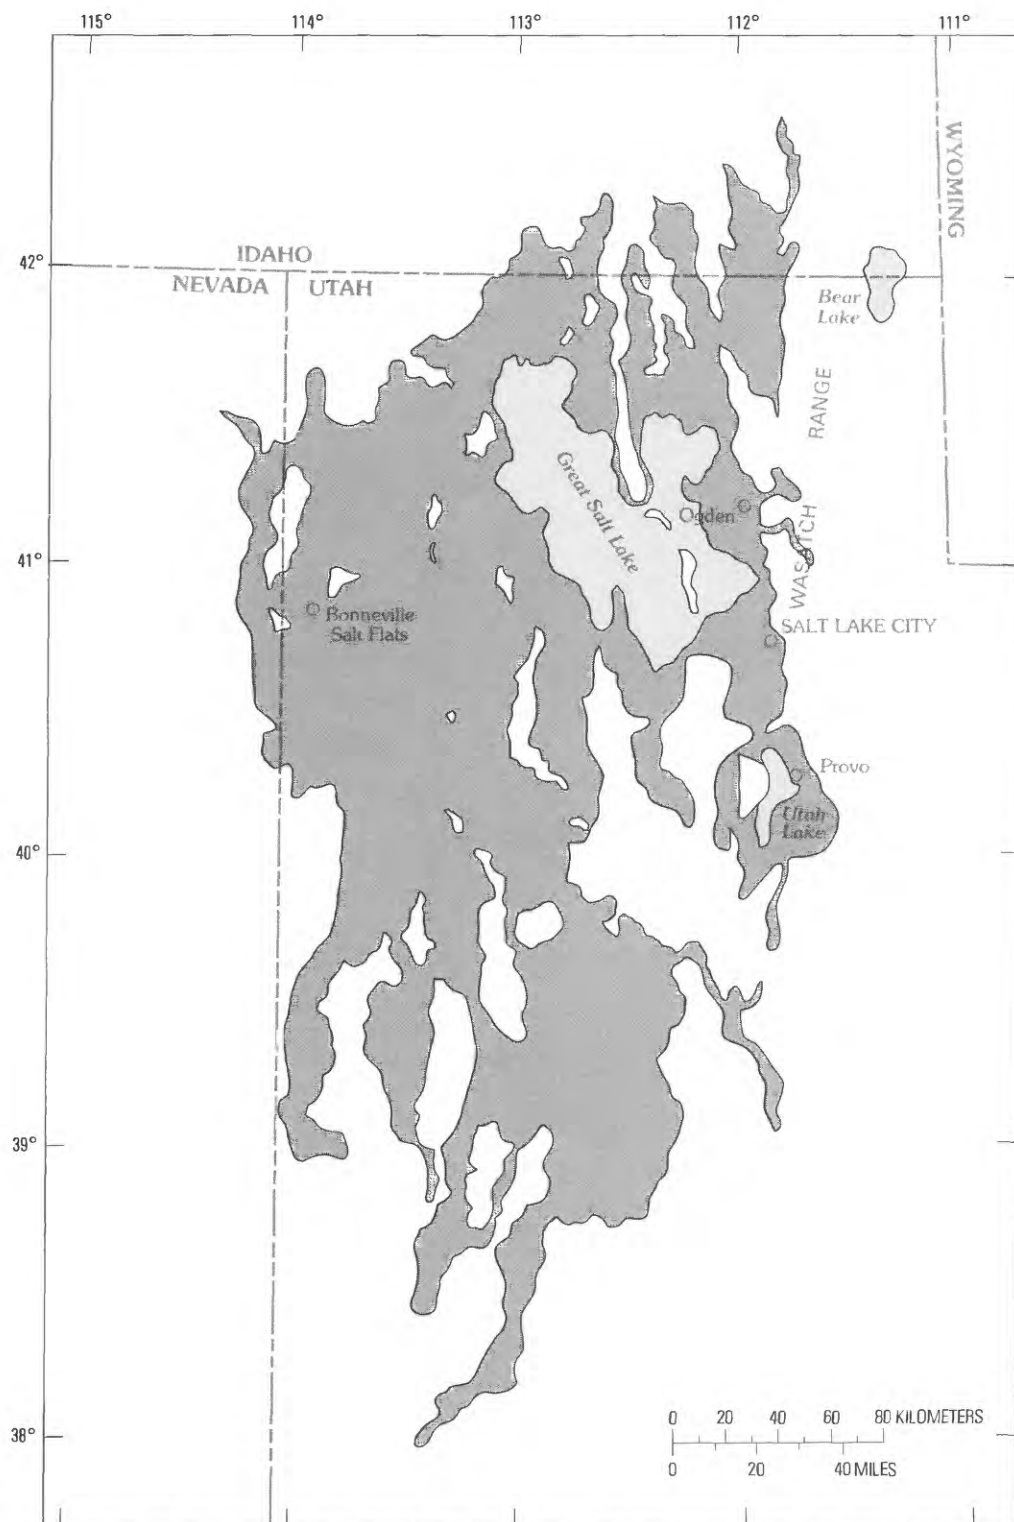 115° 114° 113° 112° 111°
WYOMING
IDAHO
42°
NEVADA UTAH
Bear
Lake
RANGE
Great Salt Lake
Ogden
41°
WASATCH
Bonneville
Salt Flats
SALT LAKE CITY
Provo
Utah
Lake
40°
39°
0 20 40 60 80 KILOMETERS
38°
0 20 40 MILES